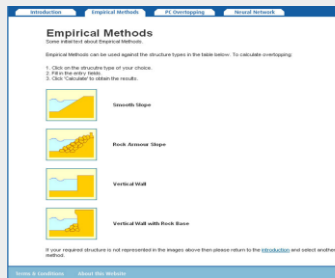 Introduction
Empirical Methods
PC Overtopping
Neural Network
Empirical Methods
Some initial text about Empirical Methods.
Empirical Methods can be used against the structure types in the table below. To calculate overtopping:
1. Click on the strucutre type of your choice.
2. Fill in the entry fields.
3. Click 'Calculate' to obtain the results.
Smooth Slope
Rock Armour Slope
Vertical Wall
Vertical Wall with Rock Base
If your required structure is not represented in the images above then please return to the introduction and select another
method.
Terms & Conditions
About this Website